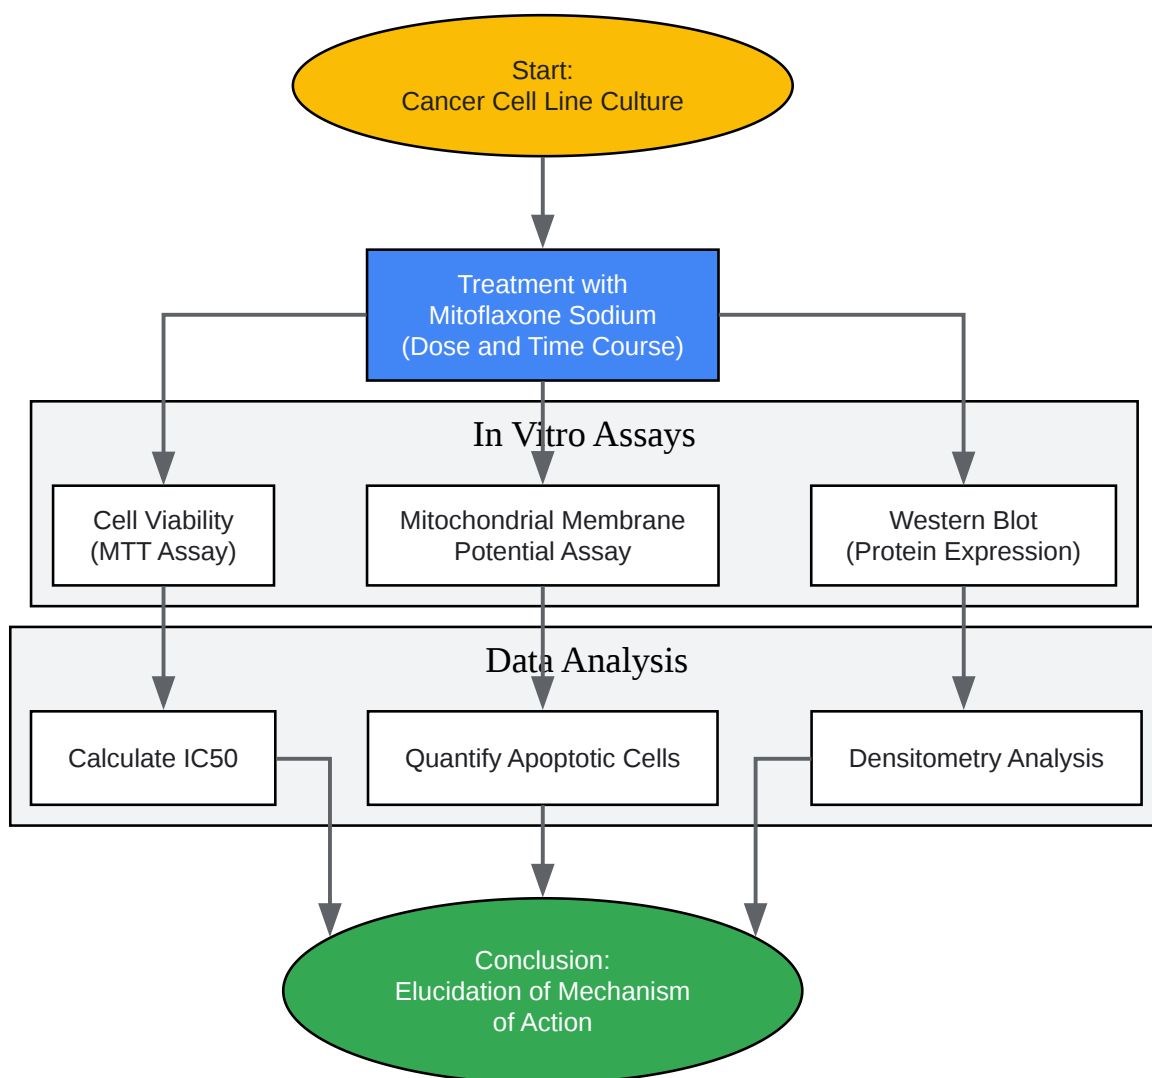 Start:
Cancer Cell Line Culture
Treatment with
Mitoflaxone Sodium
(Dose and Time Course)
In Vitro Assays
Cell Viability
(MTT Assay)
Mitochondrial Membrane
Potential Assay
Western Blot
(Protein Expression)
Data Analysis
Calculate IC50
Quantify Apoptotic Cells
Densitometry Analysis
Conclusion:
Elucidation of Mechanism
of Action